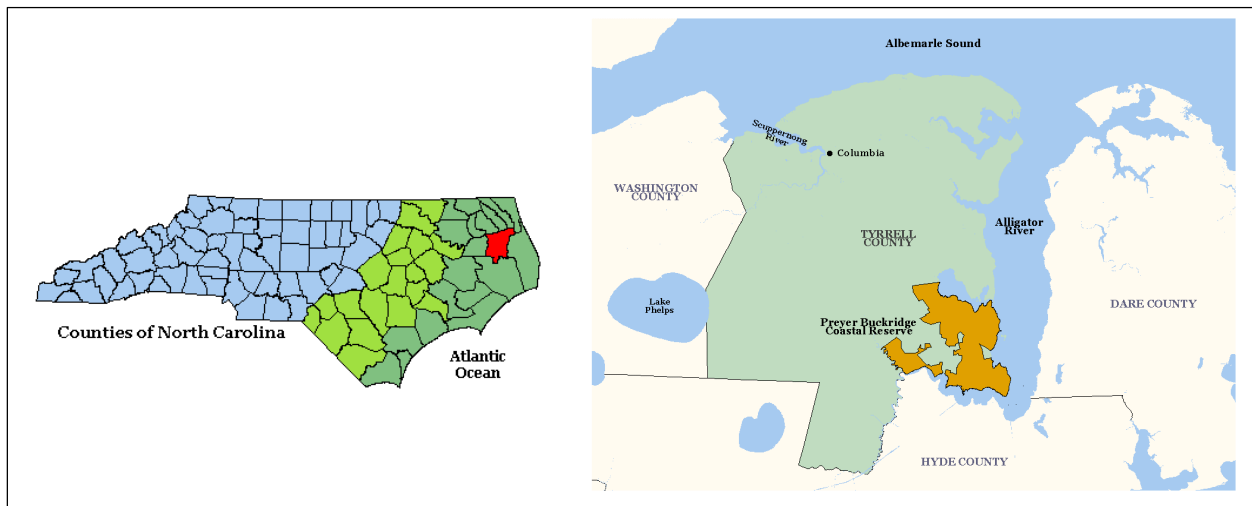 Counties of North Carolina
Atlantic
Ocean
Albemarle Sound
Scuppernong
River
Columbia
WASHINGTON
COUNTY
TYRRELL
COUNTY
Alligator
River
Lake
Phelps
DARE COUNTY
Preyer Buckridge
Coastal Reserve
HYDE COUNTY